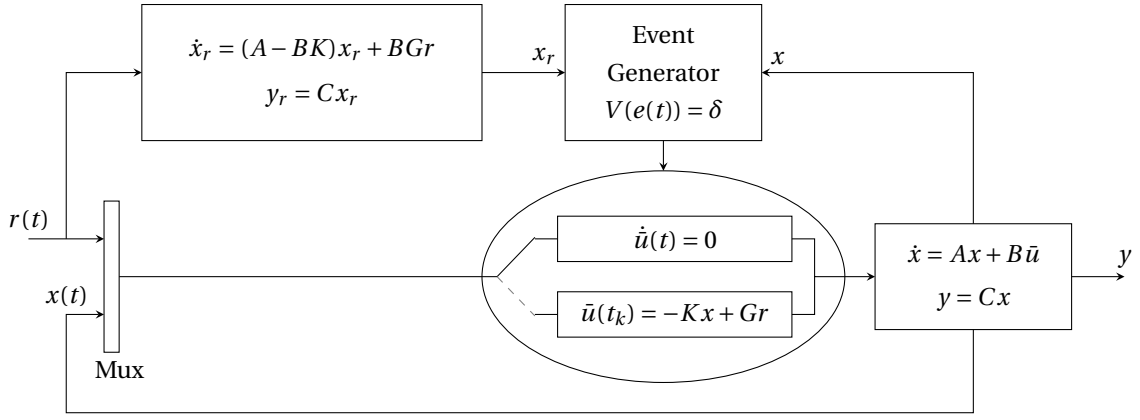 ẋ_r = (A − BK)x_r + BGr
y_r = Cx_r
x_r
Event
Generator
V(e(t)) = δ
x
r(t)
x(t)
Mux
u̅̇(t) = 0
ū(t_k) = −Kx + Gr
ẋ = Ax + Bū
y = Cx
y